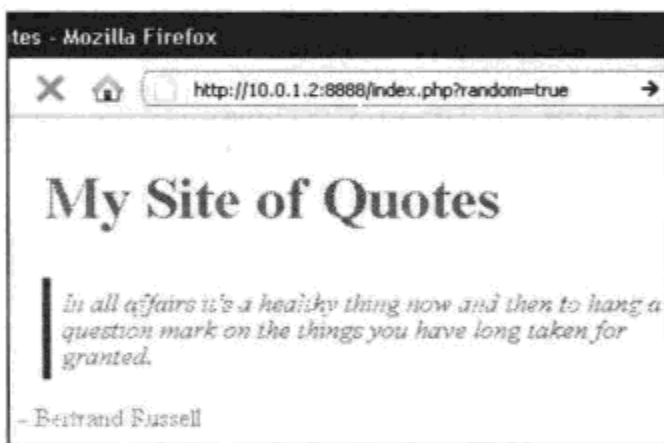 tes - Mozilla Firefox
http://10.0.1.2:8888/index.php?random=true
My Site of Quotes
In all affairs it's a healthy thing now and then to hang a
question mark on the things you have long taken for
granted.
- Bertrand Russell